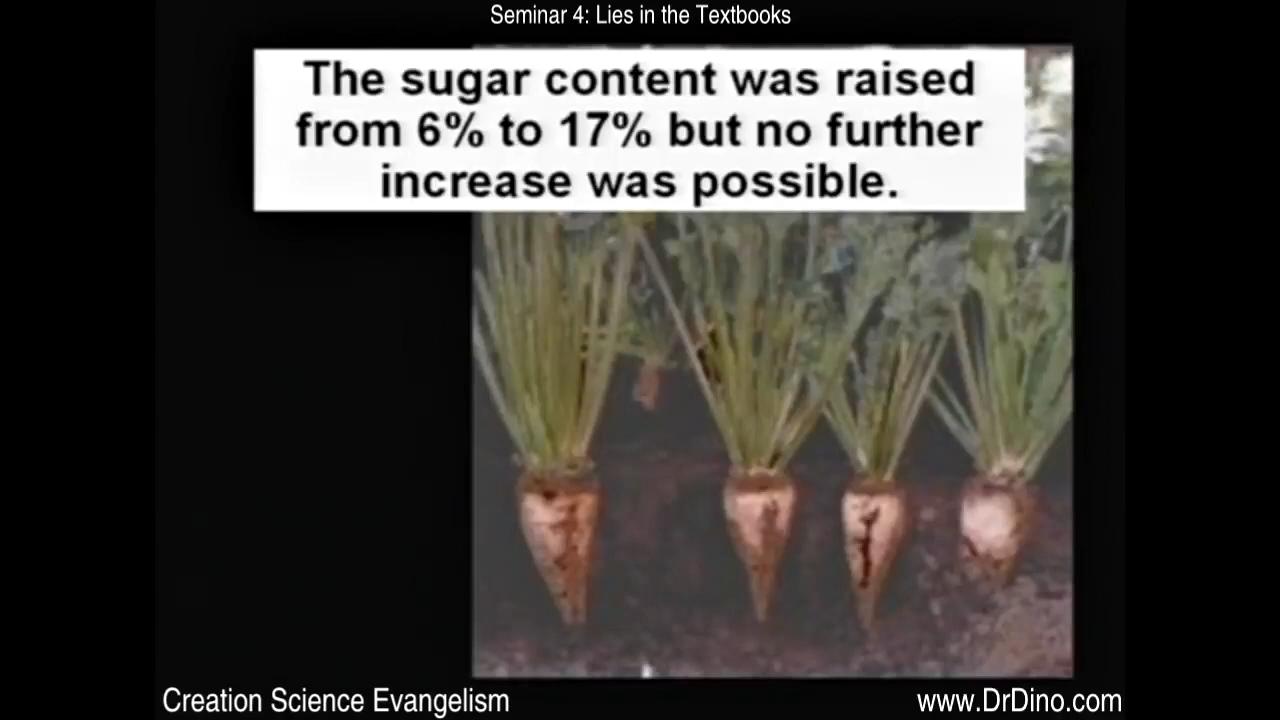 Seminar 4: Lies in the Textbooks
The sugar content was raised
from 6% to 17% but no further
increase was possible.
Creation Science Evangelism
www.DrDino.com